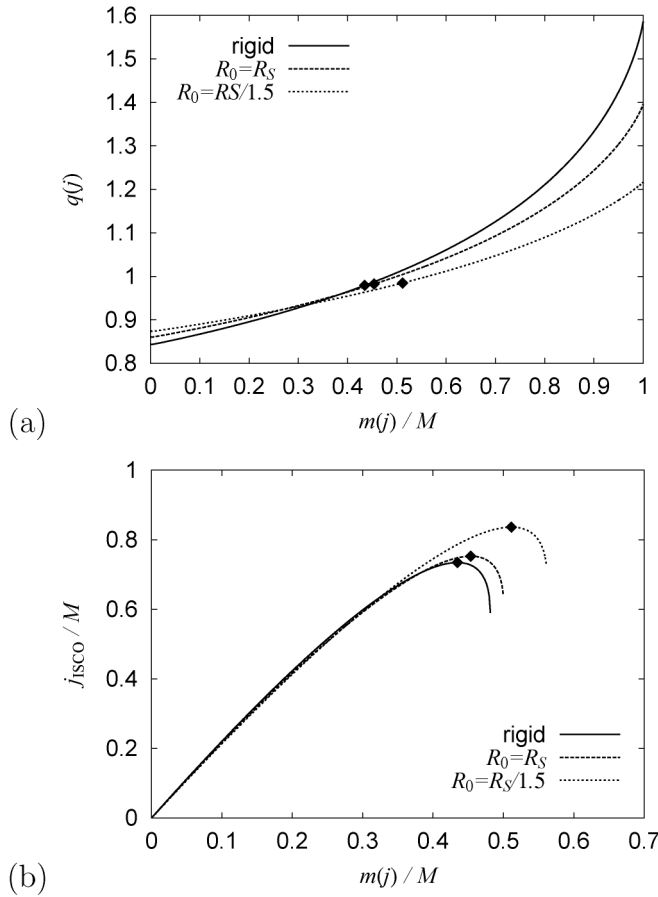 1.6
1.5
1.4
1.3
1.2
1.1
1
0.9
0.8
q(j)
rigid
R0=RS
R0=RS/1.5
0 0.1 0.2 0.3 0.4 0.5 0.6 0.7 0.8 0.9 1
m(j) / M
(a)
1
0.8
0.6
0.4
0.2
0
jISCO / M
rigid
R0=RS
R0=RS/1.5
0 0.1 0.2 0.3 0.4 0.5 0.6 0.7
m(j) / M
(b)